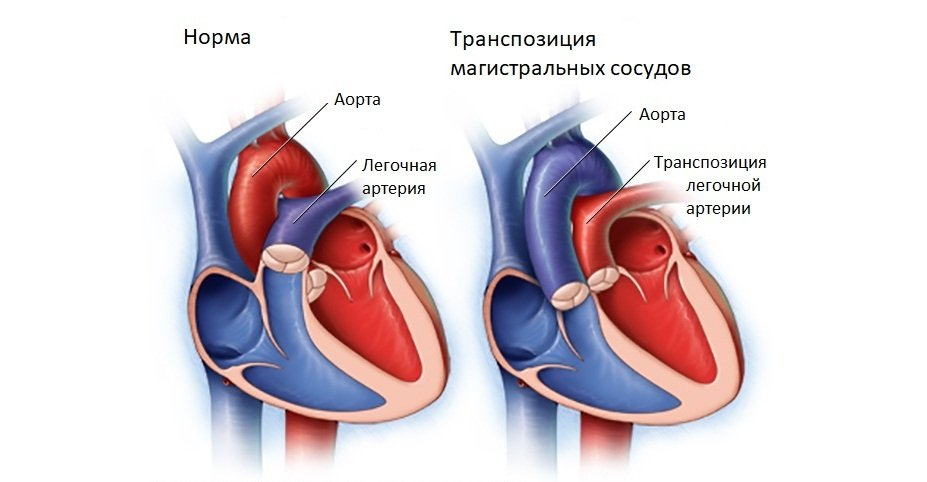 Норма
Аорта
Легочная
артерия
Транспозиция
магистральных сосудов
Аорта
Транспозиция
легочной
артерии